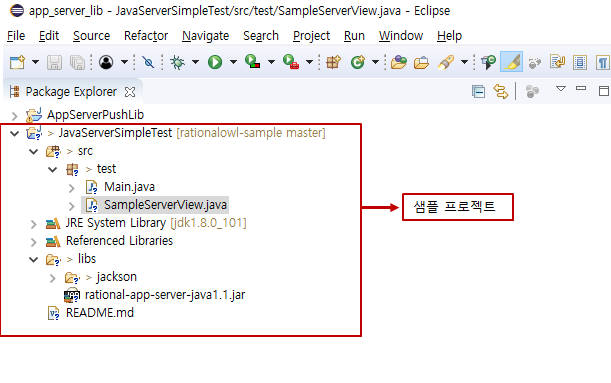 app_server_lib - JavaServerSimpleTest/src/test/SampleServerView.java - Eclipse
File Edit Source Refactor Navigate Search Project Run Window Help
Package Explorer
AppServerPushLib
> JavaServerSimpleTest [rationalowl-sample master]
> src
> test
Main.java
SampleServerView.java
샘플 프로젝트
JRE System Library [jdk1.8.0_101]
Referenced Libraries
> libs
> jackson
rational-app-server-java1.1.jar
README.md